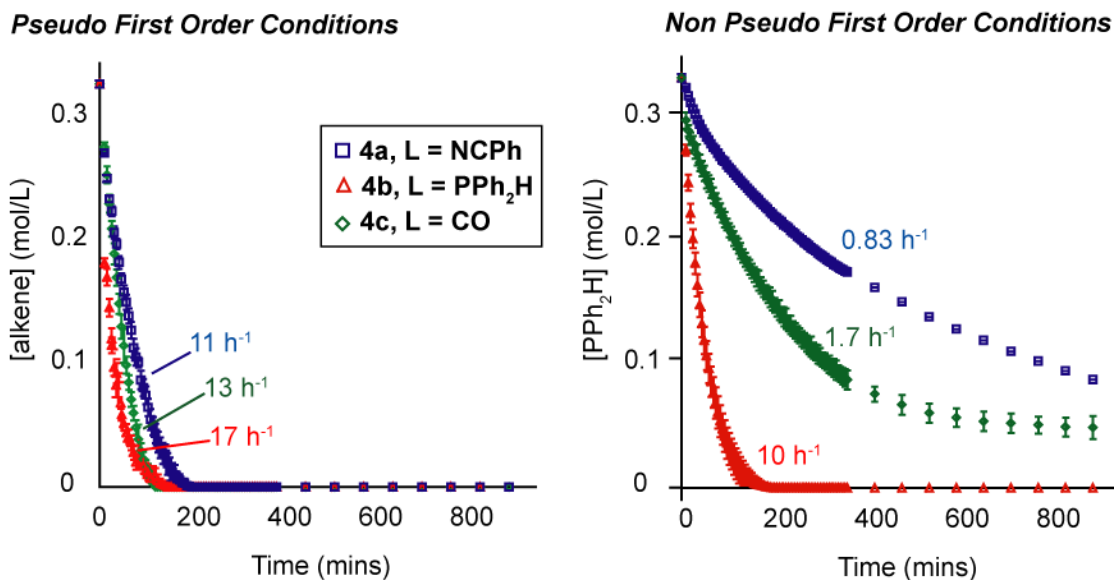 Pseudo First Order Conditions
[alkene] (mol/L)
0.3
0.2
0.1
0
4a, L = NCPh
4b, L = PPh₂H
4c, L = CO
11 h⁻¹
13 h⁻¹
17 h⁻¹
0 200 400 600 800
Time (mins)
Non Pseudo First Order Conditions
[PPh₂H] (mol/L)
0.3
0.2
0.1
0
0.83 h⁻¹
1.7 h⁻¹
10 h⁻¹
0 200 400 600 800
Time (mins)